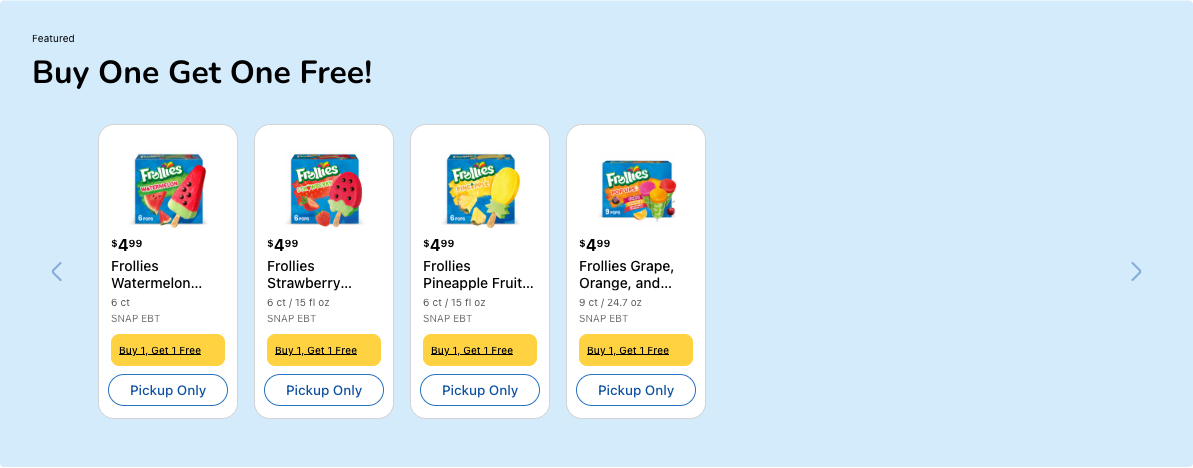 Featured
Buy One Get One Free!
Frollies
WATERMELON
6 POPS
$4.99
Frollies
Watermelon...
6 ct
SNAP EBT
Buy 1, Get 1 Free
Pickup Only
Frollies
STRAWBERRY
6 POPS
$4.99
Frollies
Strawberry...
6 ct / 15 fl oz
SNAP EBT
Buy 1, Get 1 Free
Pickup Only
Frollies
PINEAPPLE
6 POPS
$4.99
Frollies
Pineapple Fruit...
6 ct / 15 fl oz
SNAP EBT
Buy 1, Get 1 Free
Pickup Only
Frollies
POP UPS
9 POPS
$4.99
Frollies Grape,
Orange, and...
9 ct / 24.7 oz
SNAP EBT
Buy 1, Get 1 Free
Pickup Only